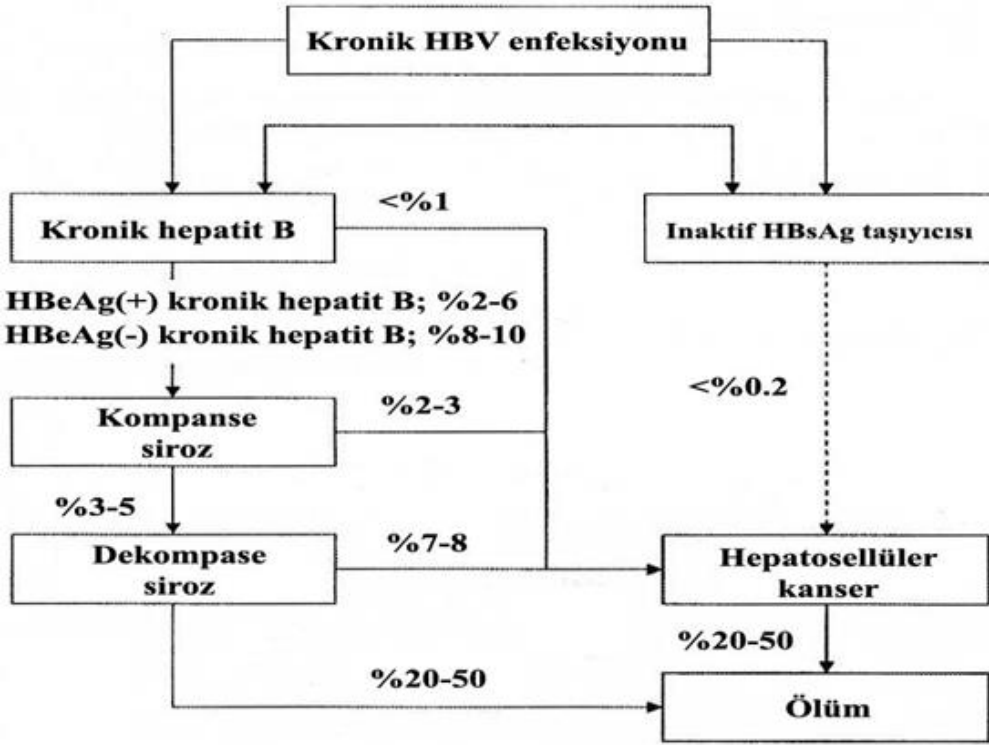 Kronik HBV enfeksiyonu
<%1
Kronik hepatit B
Inaktif HBsAg taşıyıcısı
HBeAg(+) kronik hepatit B; %2-6
HBeAg(-) kronik hepatit B; %8-10
<%0.2
Kompanse
siroz
%2-3
%3-5
Dekompase
siroz
%7-8
Hepatosellüler
kanser
%20-50
%20-50
Ölüm